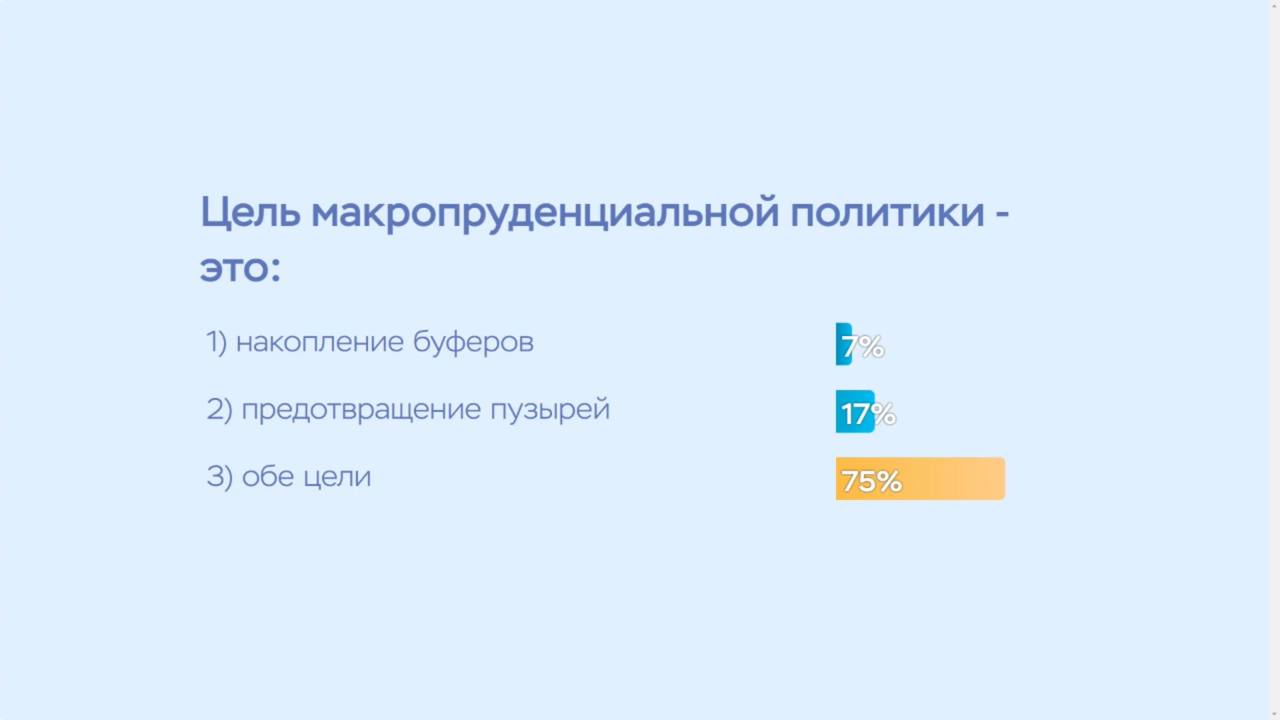 Цель макропруденциальной политики -
это:
1) накопление буферов 7%
2) предотвращение пузырей 17%
3) обе цели 75%